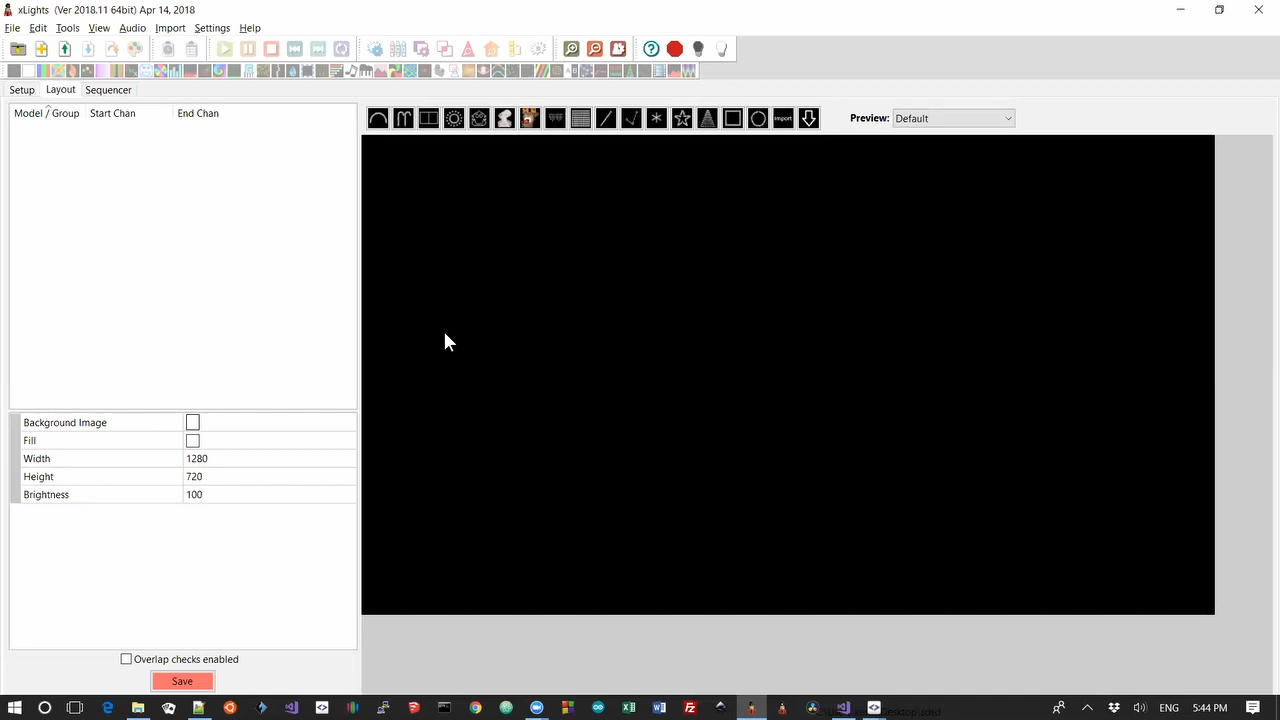 xLights (Ver 2018.11 64bit) Apr 14, 2018
File Edit Tools View Audio Import Settings Help
Setup Layout Sequencer
Model / Group Start Chan End Chan
Import Preview: Default
Background Image
Fill
Width 1280
Height 720
Brightness 100
Overlap checks enabled
Save
ENG 5:44 PM